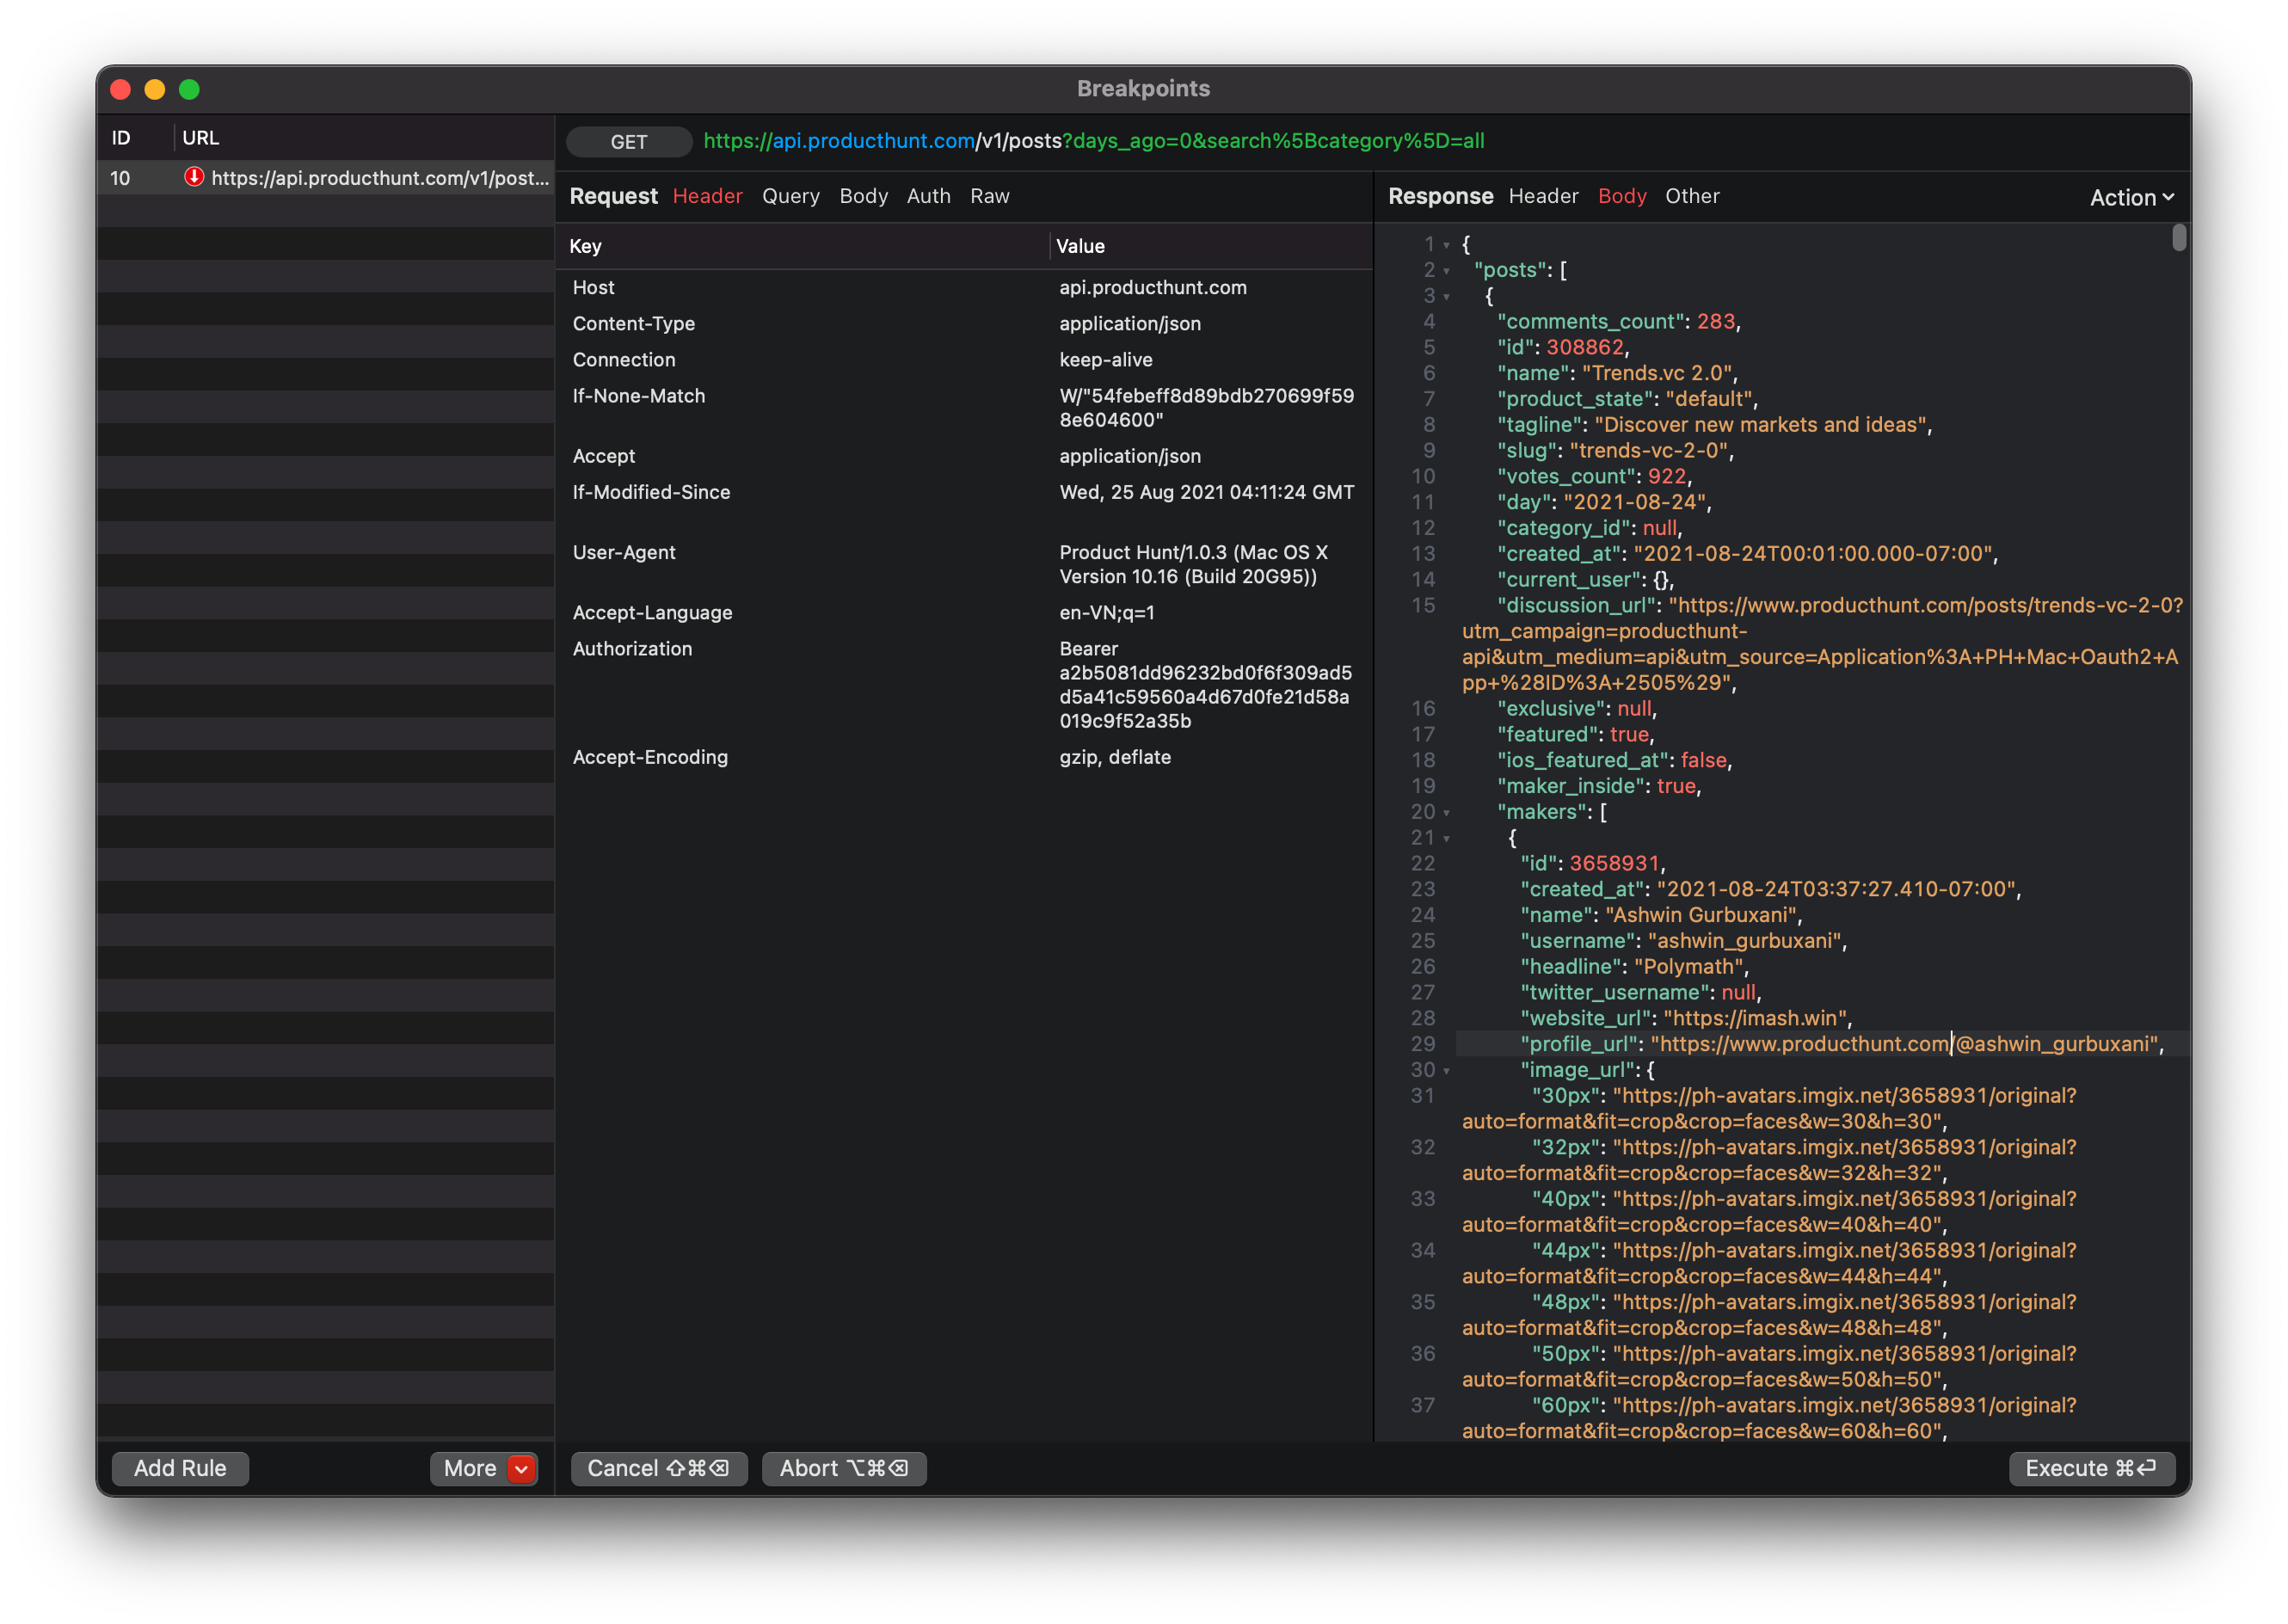 Breakpoints
ID URL
10 https://api.producthunt.com/v1/post...
Add Rule More
GET https://api.producthunt.com/v1/posts?days_ago=0&search%5Bcategory%5D=all
Request Header Query Body Auth Raw
Key Value
Host api.producthunt.com
Content-Type application/json
Connection keep-alive
If-None-Match W/"54febeff8d89bdb270699f59
8e604600"
Accept application/json
If-Modified-Since Wed, 25 Aug 2021 04:11:24 GMT
User-Agent Product Hunt/1.0.3 (Mac OS X
Version 10.16 (Build 20G95))
Accept-Language en-VN;q=1
Authorization Bearer
a2b5081dd96232bd0f6f309ad5
d5a41c59560a4d67d0fe21d58a
019c9f52a35b
Accept-Encoding gzip, deflate
Cancel ⇧⌘⌫ Abort ⌥⌘⌫
Response Header Body Other Action
1 {
2 "posts": [
3 {
4 "comments_count": 283,
5 "id": 308862,
6 "name": "Trends.vc 2.0",
7 "product_state": "default",
8 "tagline": "Discover new markets and ideas",
9 "slug": "trends-vc-2-0",
10 "votes_count": 922,
11 "day": "2021-08-24",
12 "category_id": null,
13 "created_at": "2021-08-24T00:01:00.000-07:00",
14 "current_user": {},
15 "discussion_url": "https://www.producthunt.com/posts/trends-vc-2-0?
utm_campaign=producthunt-
api&utm_medium=api&utm_source=Application%3A+PH+Mac+Oauth2+A
pp+%28ID%3A+2505%29",
16 "exclusive": null,
17 "featured": true,
18 "ios_featured_at": false,
19 "maker_inside": true,
20 "makers": [
21 {
22 "id": 3658931,
23 "created_at": "2021-08-24T03:37:27.410-07:00",
24 "name": "Ashwin Gurbuxani",
25 "username": "ashwin_gurbuxani",
26 "headline": "Polymath",
27 "twitter_username": null,
28 "website_url": "https://imash.win",
29 "profile_url": "https://www.producthunt.com/@ashwin_gurbuxani",
30 "image_url": {
31 "30px": "https://ph-avatars.imgix.net/3658931/original?
auto=format&fit=crop&crop=faces&w=30&h=30",
32 "32px": "https://ph-avatars.imgix.net/3658931/original?
auto=format&fit=crop&crop=faces&w=32&h=32",
33 "40px": "https://ph-avatars.imgix.net/3658931/original?
auto=format&fit=crop&crop=faces&w=40&h=40",
34 "44px": "https://ph-avatars.imgix.net/3658931/original?
auto=format&fit=crop&crop=faces&w=44&h=44",
35 "48px": "https://ph-avatars.imgix.net/3658931/original?
auto=format&fit=crop&crop=faces&w=48&h=48",
36 "50px": "https://ph-avatars.imgix.net/3658931/original?
auto=format&fit=crop&crop=faces&w=50&h=50",
37 "60px": "https://ph-avatars.imgix.net/3658931/original?
auto=format&fit=crop&crop=faces&w=60&h=60",
Execute ⌘↩